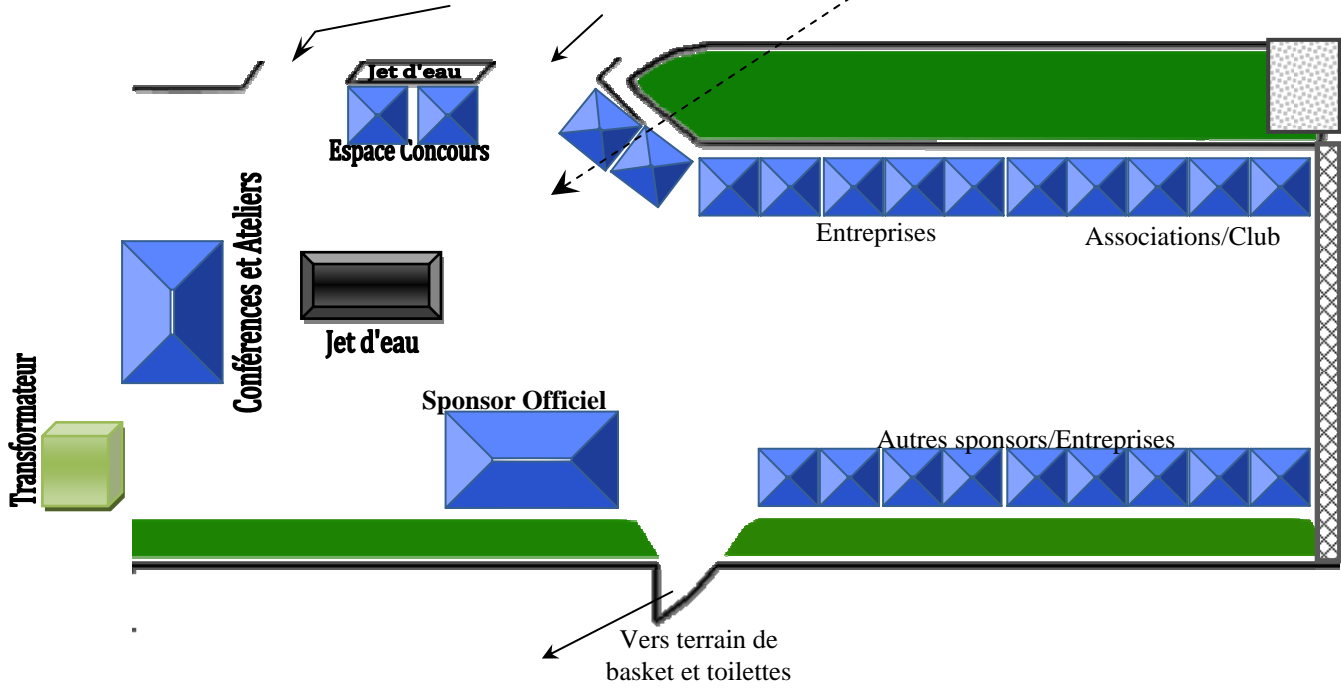 Jet d'eau
Espace Concours
Entreprises
Associations/Club
Conférences et Ateliers
Jet d'eau
Transformateur
Sponsor Officiel
Autres sponsors/Entreprises
Vers terrain de
basket et toilettes